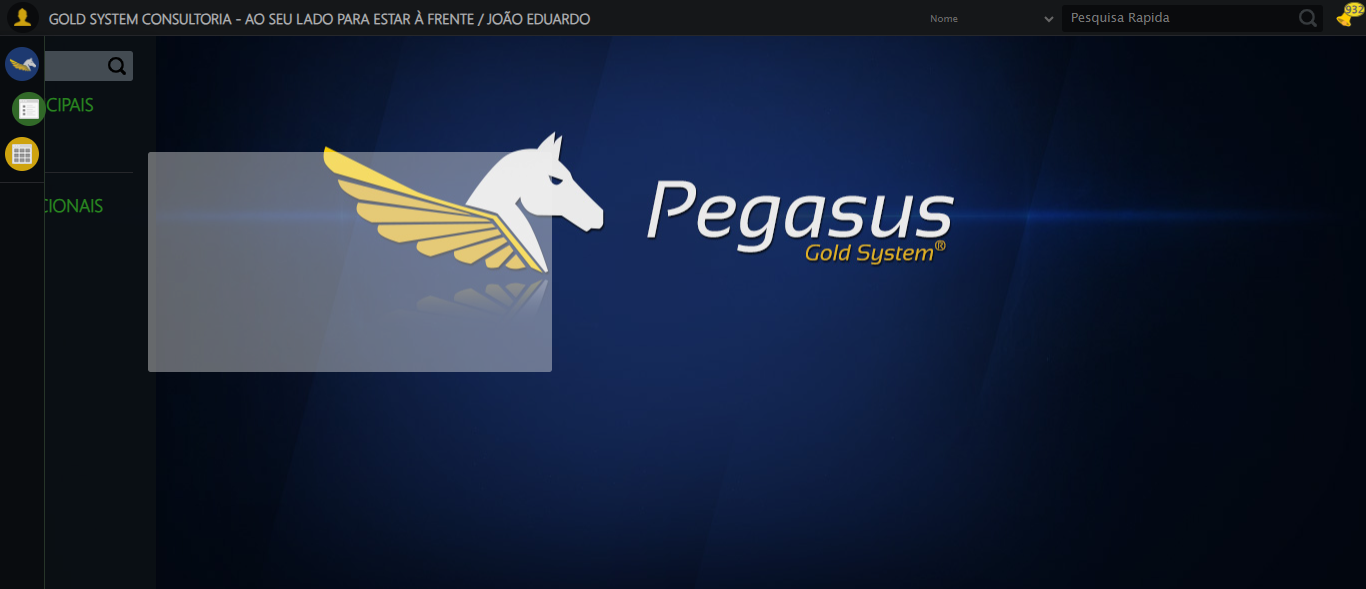 GOLD SYSTEM CONSULTORIA - AO SEU LADO PARA ESTAR À FRENTE / JOÃO EDUARDO
Nome
Pesquisa Rapida
932
CIPAIS
CIONAIS
Pegasus
Gold System®